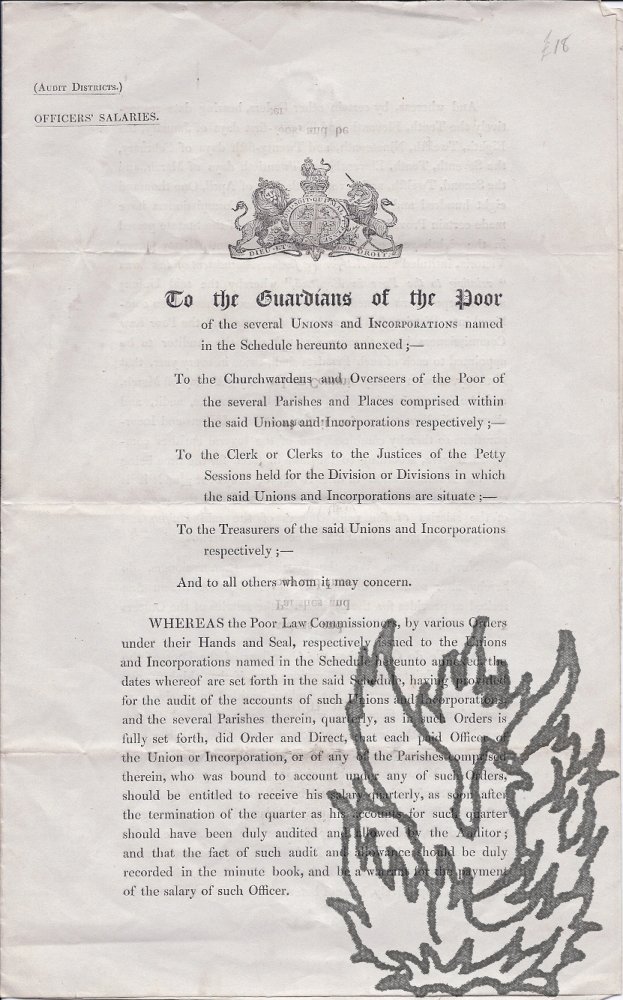 £18
(Audit Districts.)
OFFICERS' SALARIES.
DIEU ET MON DROIT.
To the Guardians of the Poor
of the several Unions and Incorporations named
in the Schedule hereunto annexed;—
To the Churchwardens and Overseers of the Poor of
the several Parishes and Places comprised within
the said Unions and Incorporations respectively;—
To the Clerk or Clerks to the Justices of the Petty
Sessions held for the Division or Divisions in which
the said Unions and Incorporations are situate;—
To the Treasurers of the said Unions and Incorporations
respectively;—
And to all others whom it may concern.
WHEREAS the Poor Law Commissioners, by various Orders
under their Hands and Seal, respectively issued to the Unions
and Incorporations named in the Schedule hereunto annexed, the
dates whereof are set forth in the said Schedule, having provided
for the audit of the accounts of such Unions and Incorporations,
and the several Parishes therein, quarterly, as in such Orders is
fully set forth, did Order and Direct, that each paid Officer of
the Union or Incorporation, or of any of the Parishes comprised
therein, who was bound to account under any of such Orders,
should be entitled to receive his salary quarterly, as soon after
the termination of the quarter as his accounts for such quarter
should have been duly audited and allowed by the Auditor;
and that the fact of such audit and allowance should be duly
recorded in the minute book, and be a warrant for the payment
of the salary of such Officer.